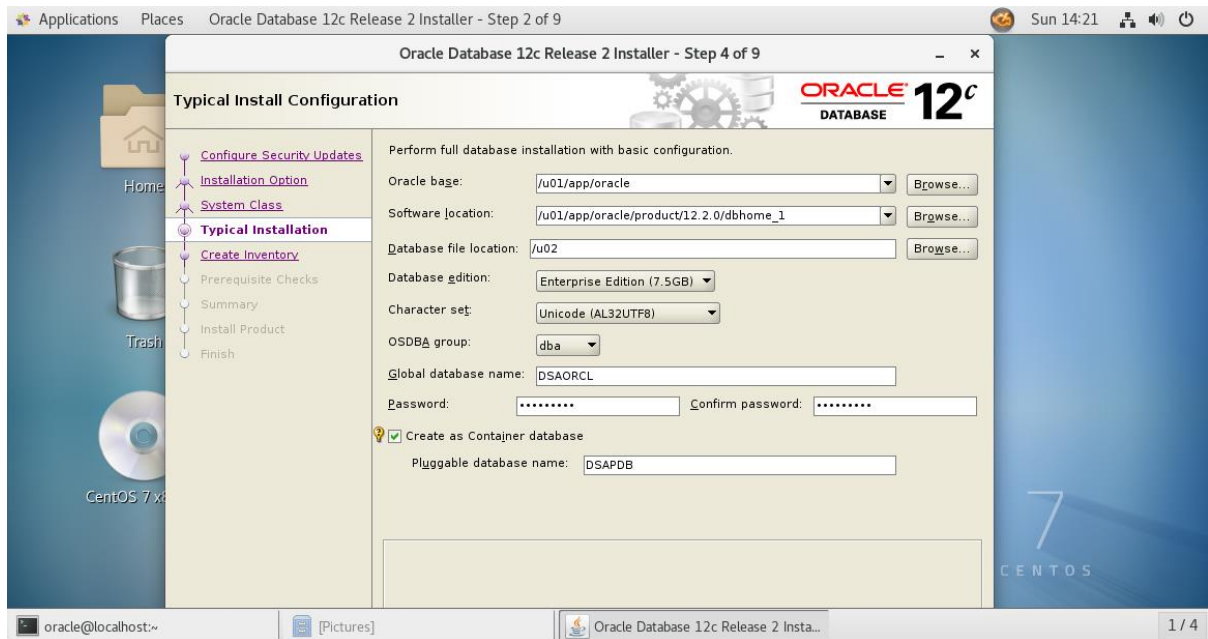 Applications Places Oracle Database 12c Release 2 Installer - Step 2 of 9 Sun 14:21
Oracle Database 12c Release 2 Installer - Step 4 of 9
Typical Install Configuration
ORACLE DATABASE 12c
Home
Trash
CentOS 7 x8
Configure Security Updates
Installation Option
System Class
Typical Installation
Create Inventory
Prerequisite Checks
Summary
Install Product
Finish
Perform full database installation with basic configuration.
Oracle base: /u01/app/oracle Browse...
Software location: /u01/app/oracle/product/12.2.0/dbhome_1 Browse...
Database file location: /u02 Browse...
Database edition: Enterprise Edition (7.5GB)
Character set: Unicode (AL32UTF8)
OSDBA group: dba
Global database name: DSAORCL
Password: ••••••••• Confirm password: •••••••••
Create as Container database
Pluggable database name: DSAPDB
7
CENTOS
oracle@localhost:~ [Pictures] Oracle Database 12c Release 2 Insta... 1 / 4